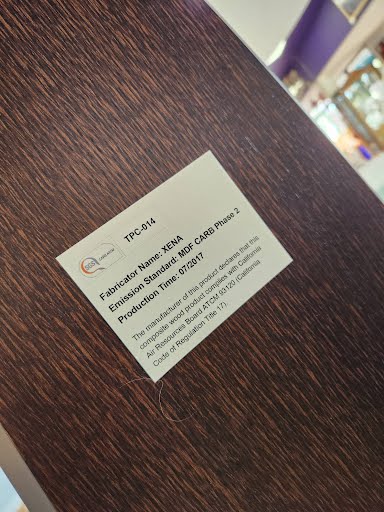 SGS
TPC-014
Fabricator Name: XENA
Emission Standard: MDF CARB Phase 2
Production Time: 07/2017
The manufacturer of this product declares that this
composite wood product complies with California
Air Resources Board ATCM 93120 (California
Code of Regulation Title 17).